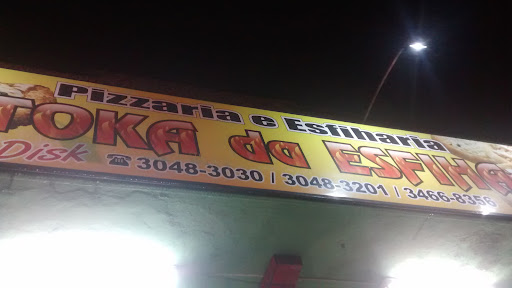 Pizzaria e Esfiharia
TOKA da ESFIHA
Disk ☎ 3048-3030 / 3048-3201 / 3466-8356